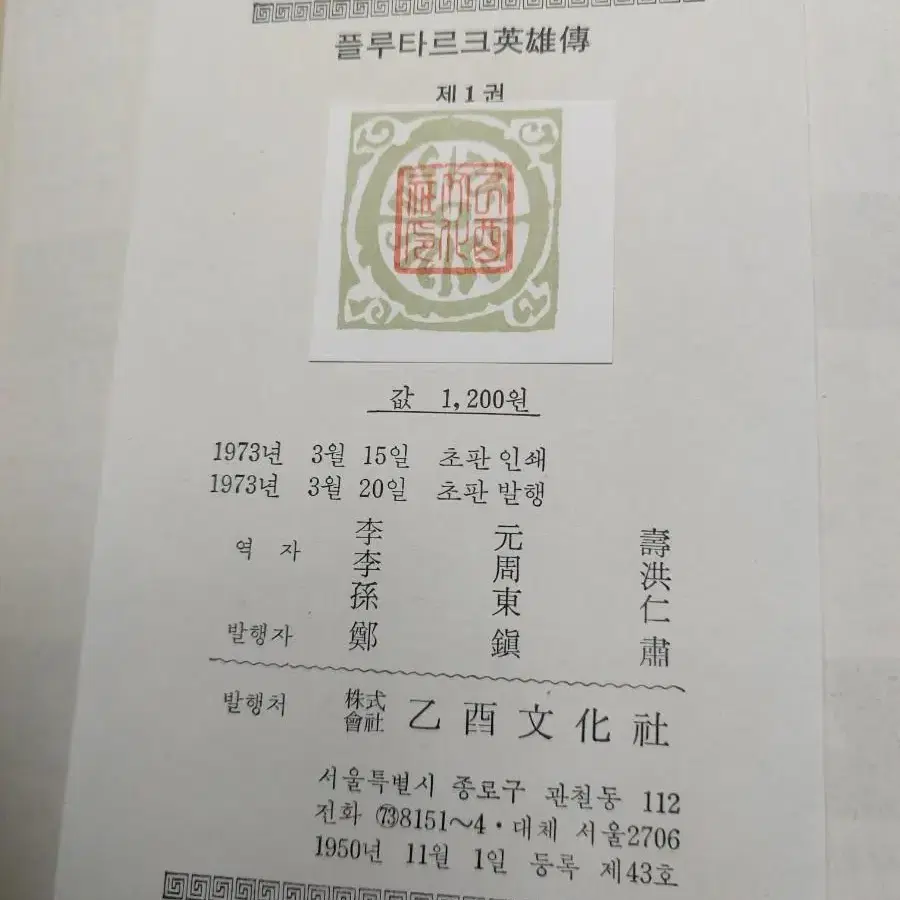 플루타르크英雄傳
제1권
값 1,200원
1973년 3월 15일 초판 인쇄
1973년 3월 20일 초판 발행
역자 李元壽
李周洪
孫東仁
발행자 鄭鎭肅
발행처 株式會社 乙酉文化社
서울특별시 종로구 관철동 112
전화 ㉓8151~4·대체 서울2706
1950년 11월 1일 등록 제43호